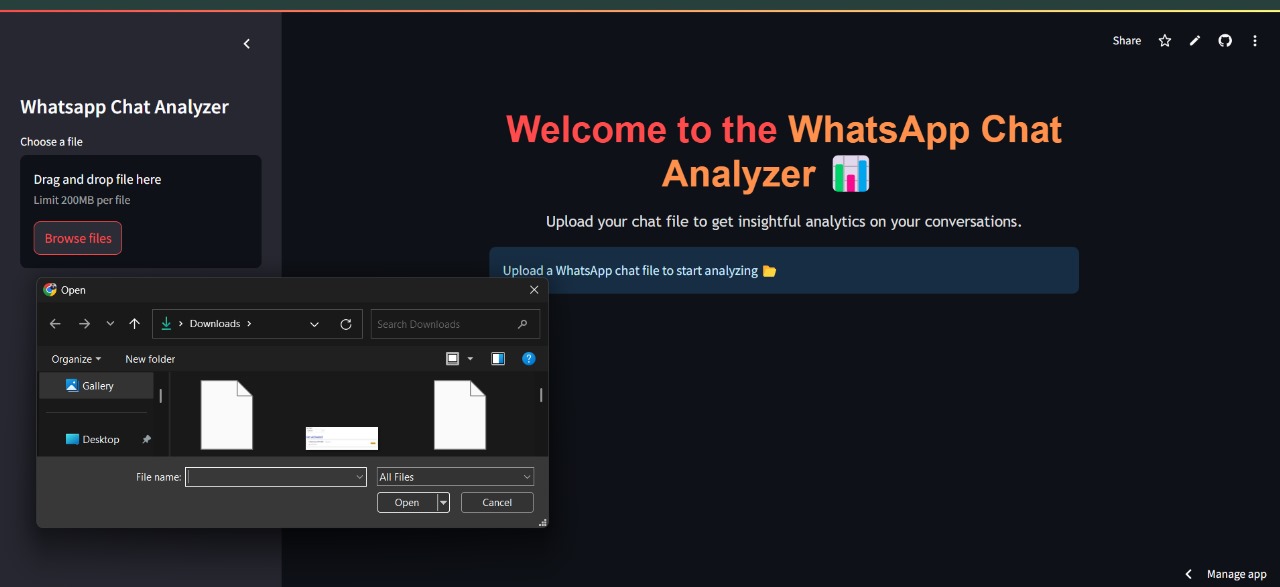 Share
Whatsapp Chat Analyzer
Choose a file
Drag and drop file here
Limit 200MB per file
Browse files
Welcome to the WhatsApp Chat
Analyzer
Upload your chat file to get insightful analytics on your conversations.
Upload a WhatsApp chat file to start analyzing
Open
Downloads
Search Downloads
Organize
New folder
Gallery
Desktop
File name:
All Files
Open
Cancel
Manage app